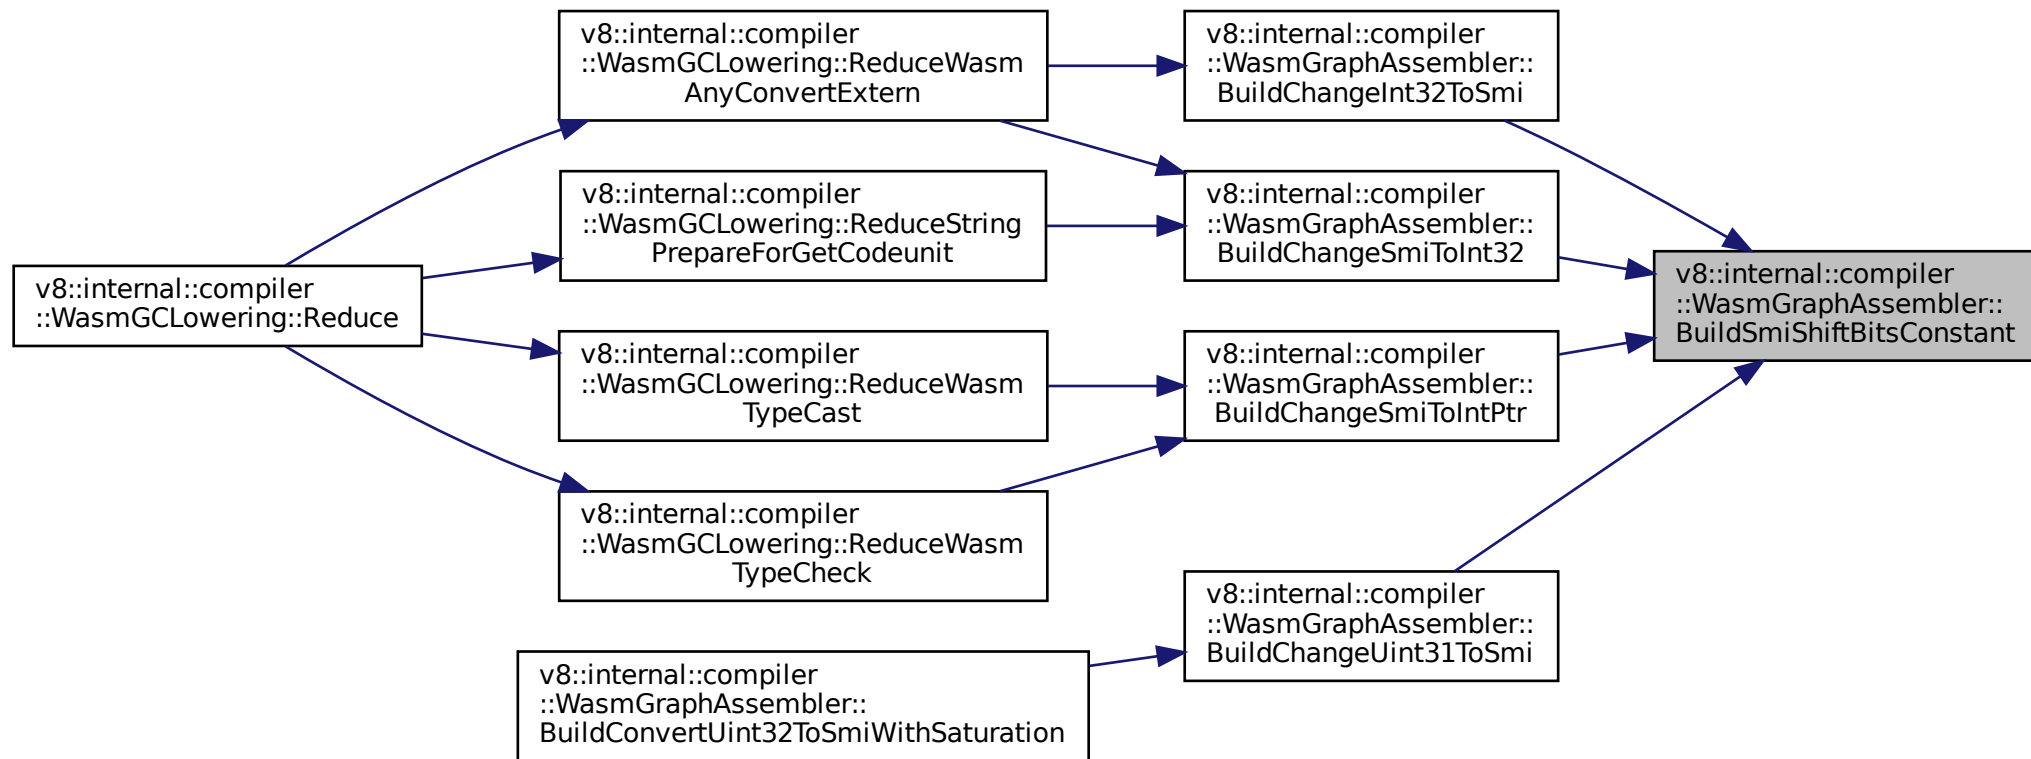 v8::internal::compiler
::WasmGCLowering::ReduceWasm
AnyConvertExtern
v8::internal::compiler
::WasmGraphAssembler::
BuildChangeInt32ToSmi
v8::internal::compiler
::WasmGCLowering::ReduceString
PrepareForGetCodeunit
v8::internal::compiler
::WasmGraphAssembler::
BuildChangeSmiToInt32
v8::internal::compiler
::WasmGCLowering::Reduce
v8::internal::compiler
::WasmGraphAssembler::
BuildSmiShiftBitsConstant
v8::internal::compiler
::WasmGCLowering::ReduceWasm
TypeCast
v8::internal::compiler
::WasmGraphAssembler::
BuildChangeSmiToIntPtr
v8::internal::compiler
::WasmGCLowering::ReduceWasm
TypeCheck
v8::internal::compiler
::WasmGraphAssembler::
BuildChangeUint31ToSmi
v8::internal::compiler
::WasmGraphAssembler::
BuildConvertUint32ToSmiWithSaturation